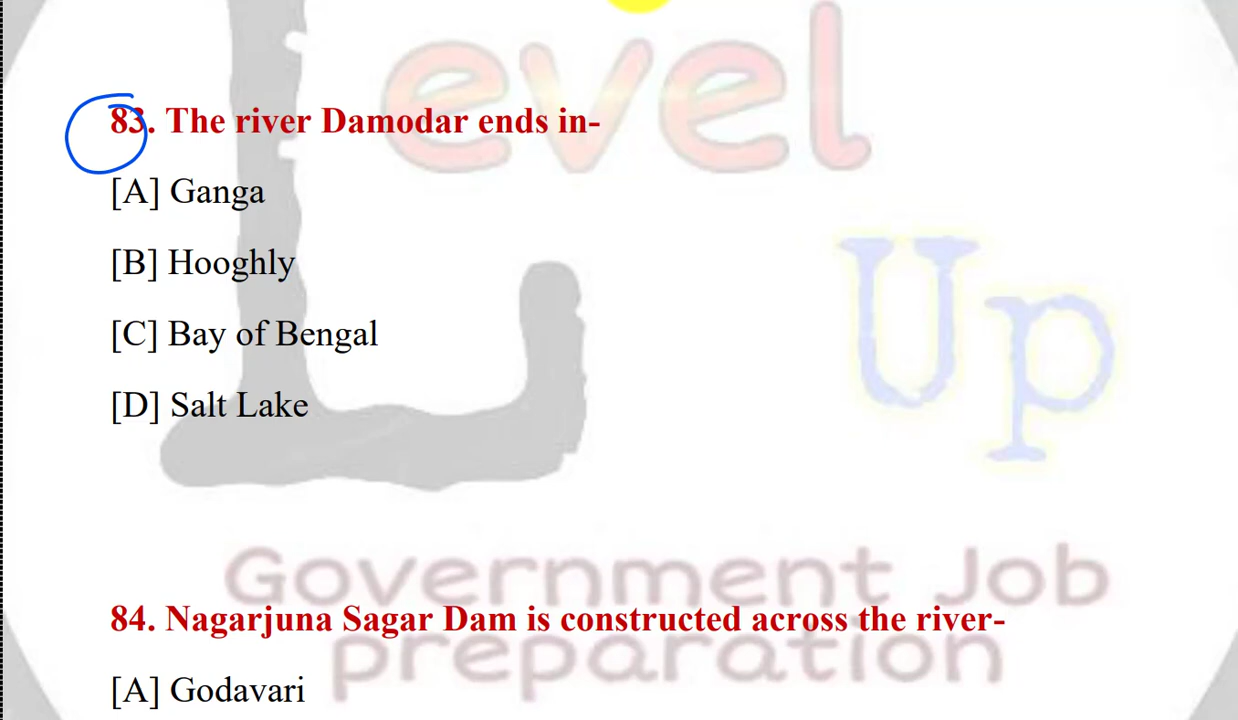 evel
83. The river Damodar ends in-
[A] Ganga
[B] Hooghly
Up
[C] Bay of Bengal
[D] Salt Lake
Government Job
84. Nagarjuna Sagar Dam is constructed across the river-
preparation
[A] Godavari